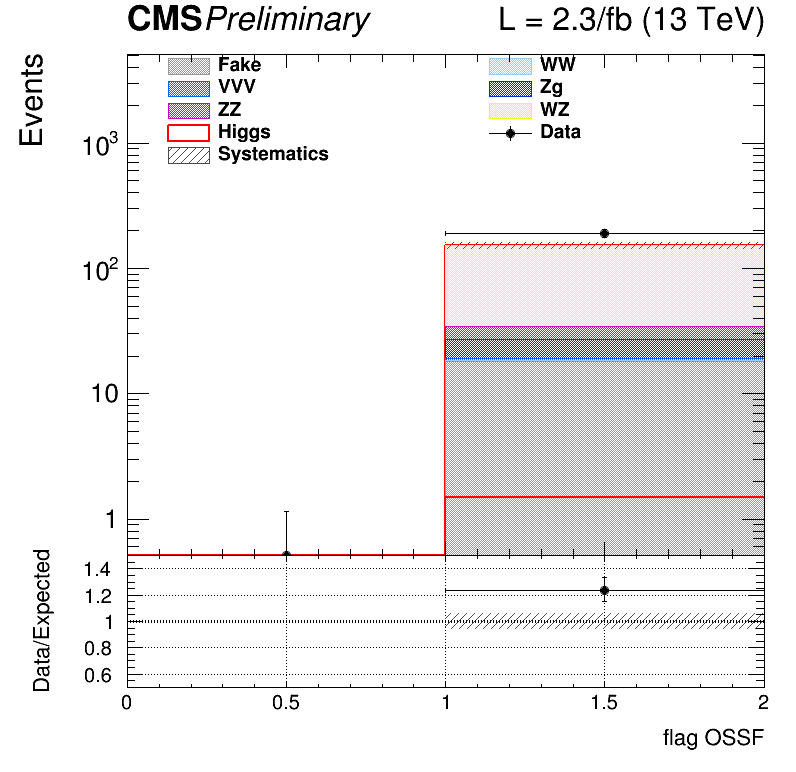 CMS Preliminary L = 2.3/fb (13 TeV)
Events
Fake WW
VVV Zg
ZZ WZ
Higgs Data
Systematics
10³
10²
10
1
Data/Expected
1.4
1.2
1
0.8
0.6
0 0.5 1 1.5 2
flag OSSF